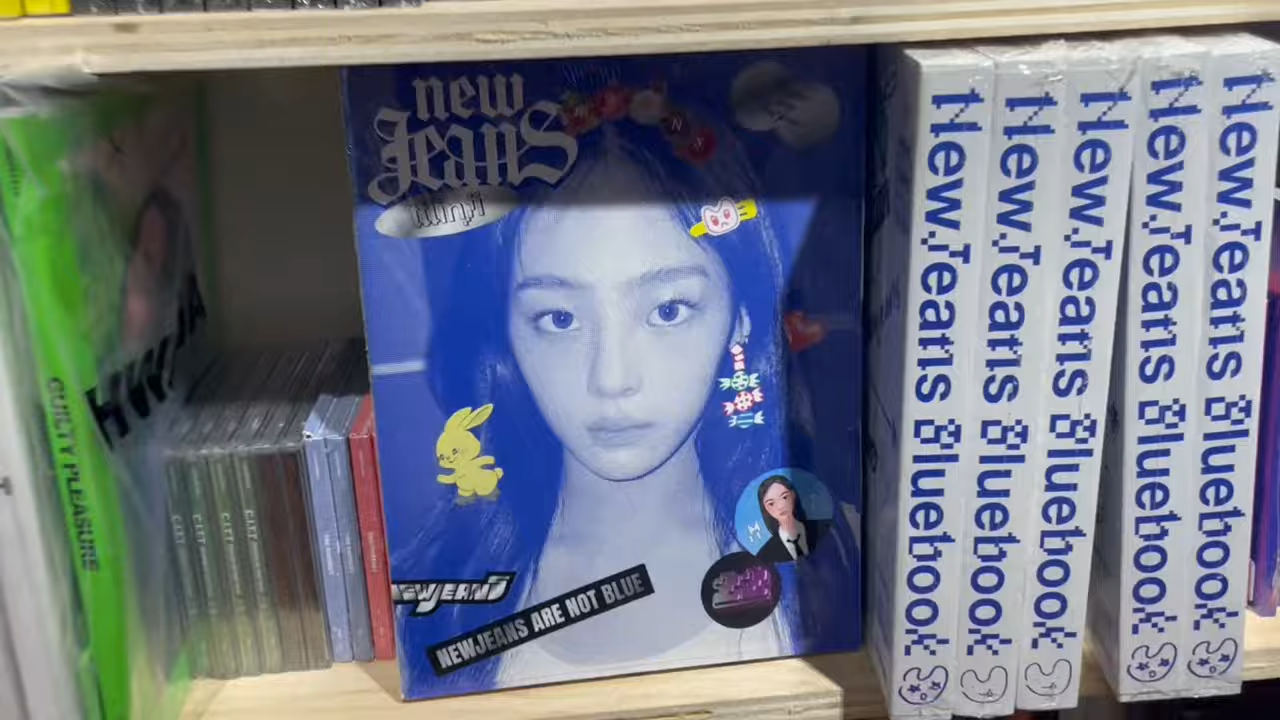 new
Jeans
Minji
NEWJEANS
NEWJEANS ARE NOT BLUE
GUILTY PLEASURE
HWASA
NewJeans Bluebook
NewJeans Bluebook
NewJeans Bluebook
NewJeans Bluebook
NewJeans Bluebook